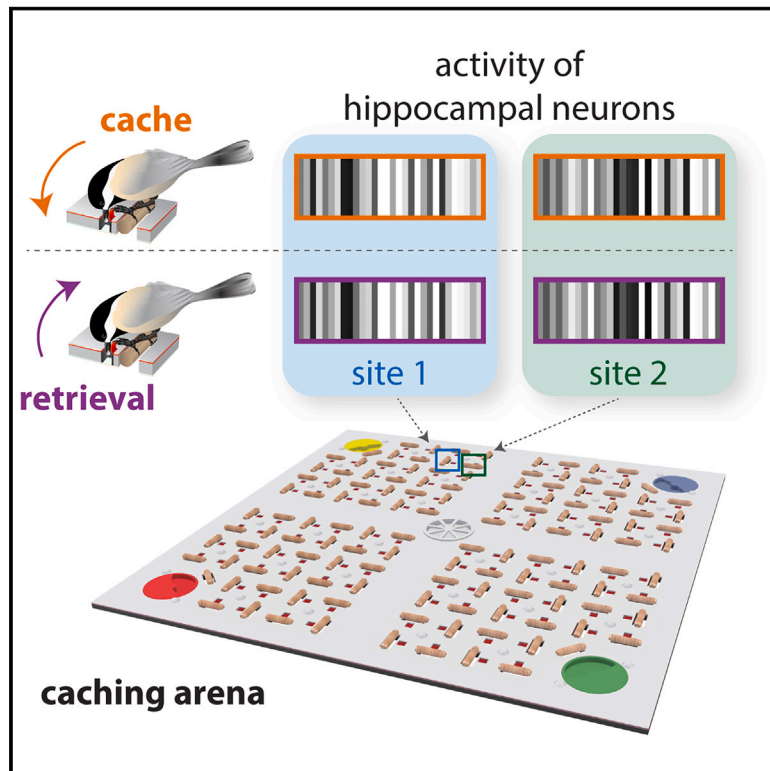 activity of
hippocampal neurons
cache
retrieval
site 1
site 2
caching arena